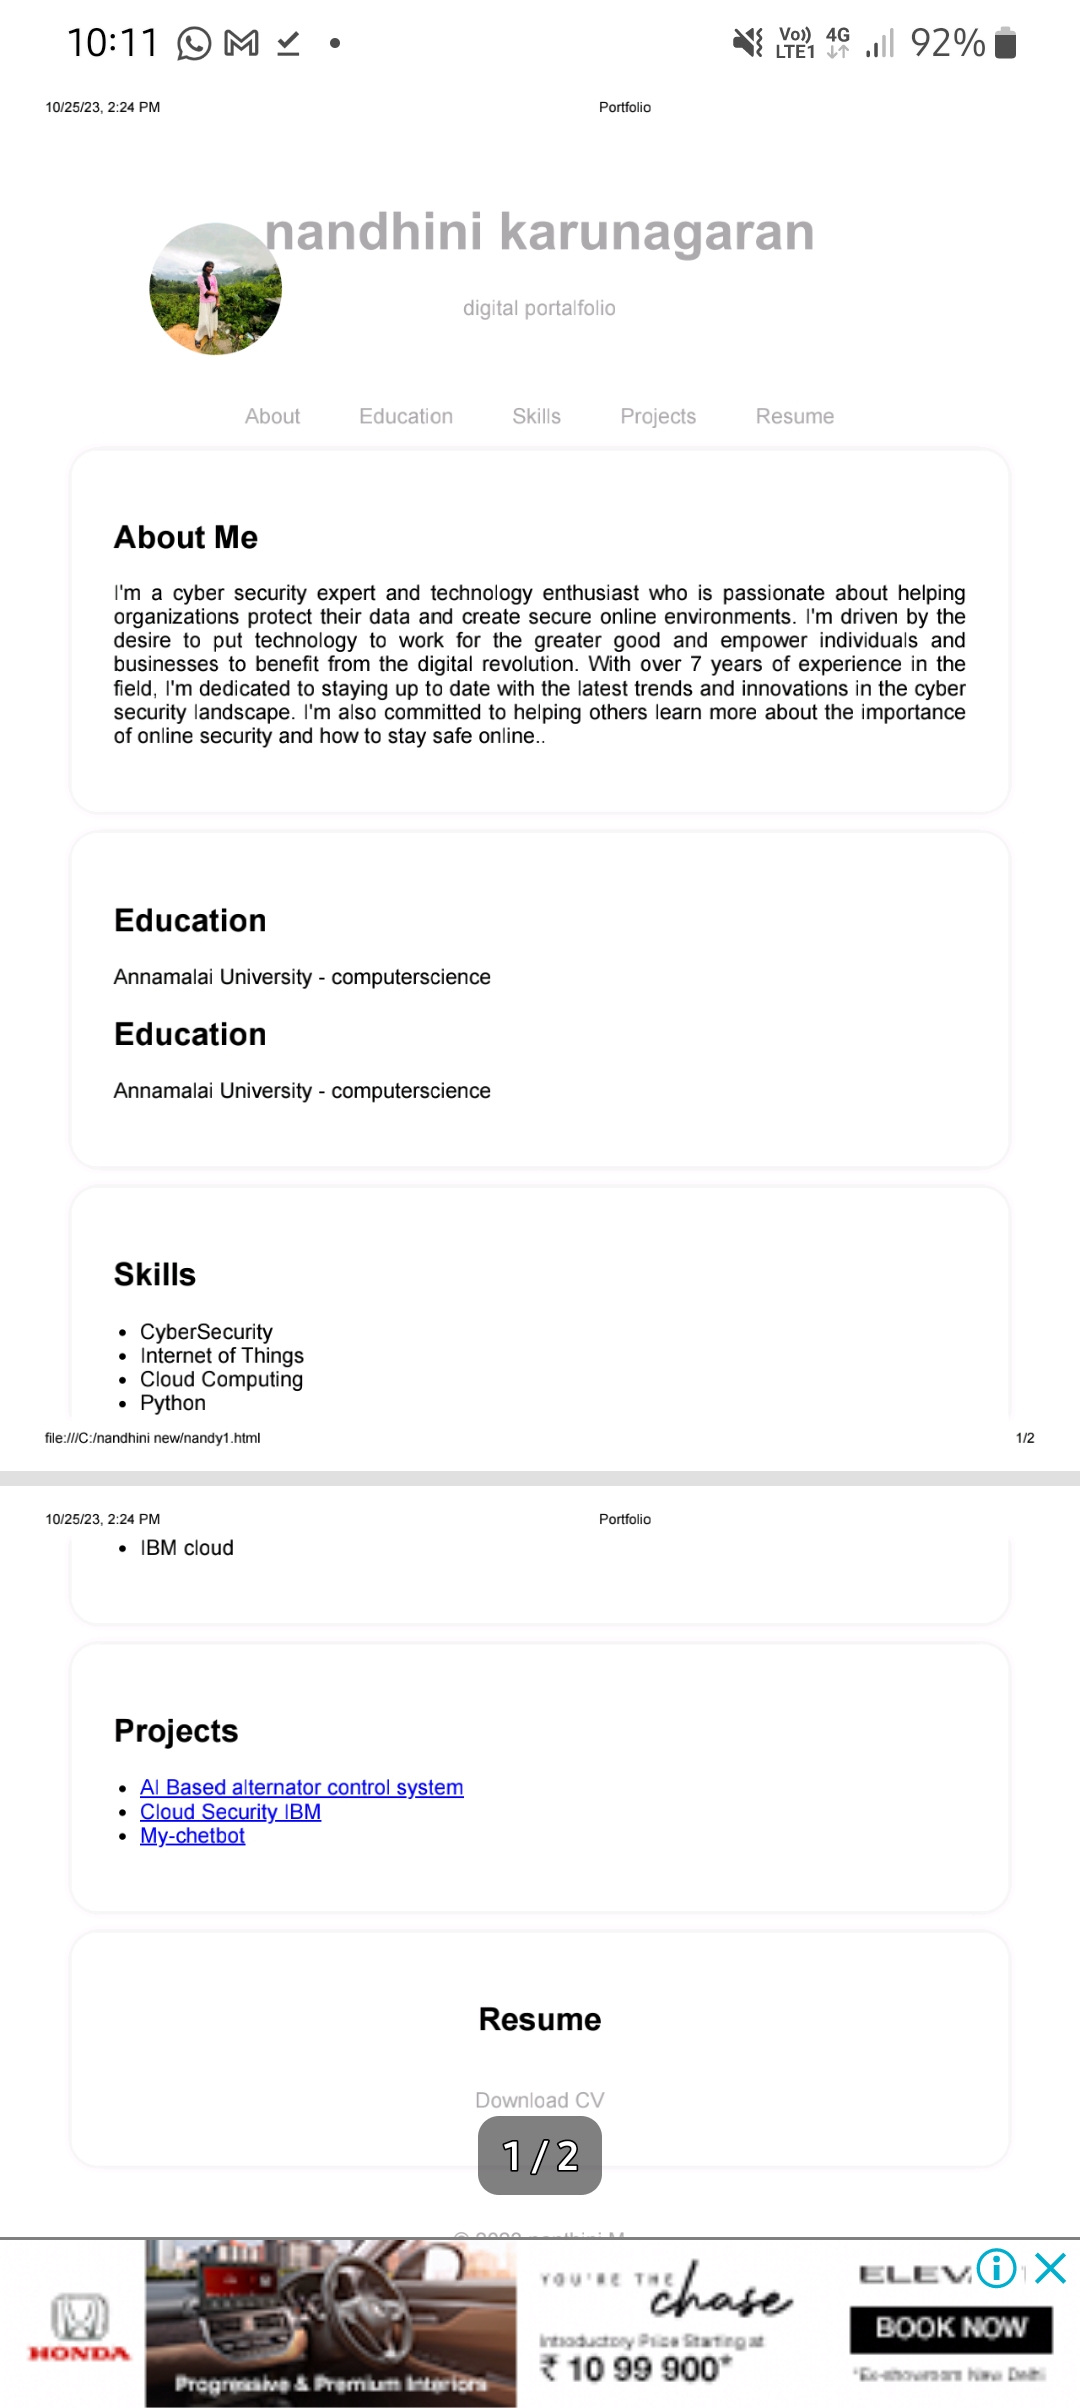 10:11
Vo)) LTE1 4G 92%
10/25/23, 2:24 PM Portfolio
nandhini karunagaran
digital portalfolio
About Education Skills Projects Resume
About Me
I'm a cyber security expert and technology enthusiast who is passionate about helping
organizations protect their data and create secure online environments. I'm driven by the
desire to put technology to work for the greater good and empower individuals and
businesses to benefit from the digital revolution. With over 7 years of experience in the
field, I'm dedicated to staying up to date with the latest trends and innovations in the cyber
security landscape. I'm also committed to helping others learn more about the importance
of online security and how to stay safe online..
Education
Annamalai University - computerscience
Education
Annamalai University - computerscience
Skills
• CyberSecurity
• Internet of Things
• Cloud Computing
• Python
file:///C:/nandhini new/nandy1.html 1/2
10/25/23, 2:24 PM Portfolio
• IBM cloud
Projects
• AI Based alternator control system
• Cloud Security IBM
• My-chetbot
Resume
Download CV
1/2
HONDA
Progressive & Premium Interiors
YOU'RE THE chase
Introductory Price Starting at
₹ 10 99 900*
BOOK NOW
*Ex-showroom New Delhi